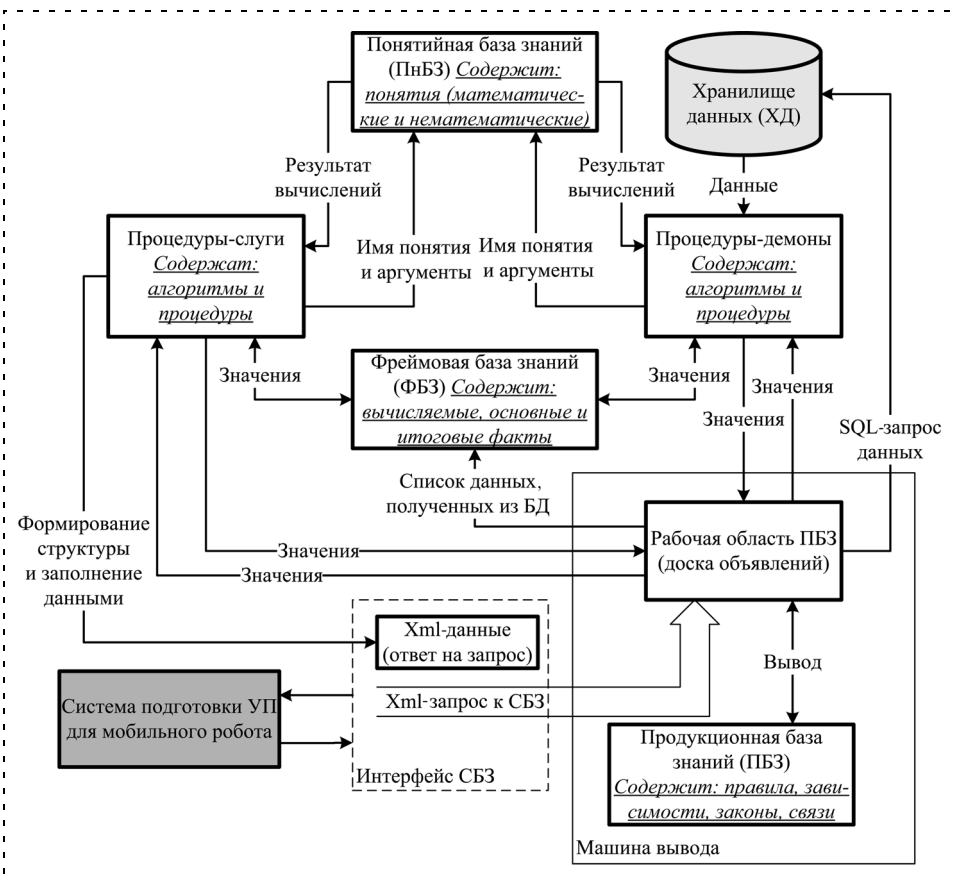 Понятийная база знаний
(ПнБЗ) Содержит:
понятия (математичес-
кие и нематематические)
Хранилище
данных (ХД)
Результат
вычислений
Результат
вычислений
Данные
Процедуры-слуги
Содержат:
алгоритмы и
процедуры
Имя понятия
и аргументы
Имя понятия
и аргументы
Процедуры-демоны
Содержат:
алгоритмы и
процедуры
Значения
Фреймовая база знаний
(ФБЗ) Содержит:
вычисляемые, основные и
итоговые факты
Значения
Значения
Значения
SQL-запрос
данных
Список данных,
полученных из БД
Формирование
структуры
и заполнение
данными
Значения
Значения
Рабочая область ПБЗ
(доска объявлений)
Xml-данные
(ответ на запрос)
Вывод
Система подготовки УП
для мобильного робота
Xml-запрос к СБЗ
Интерфейс СБЗ
Продукционная база
знаний (ПБЗ)
Содержит: правила, зави-
симости, законы, связи
Машина вывода